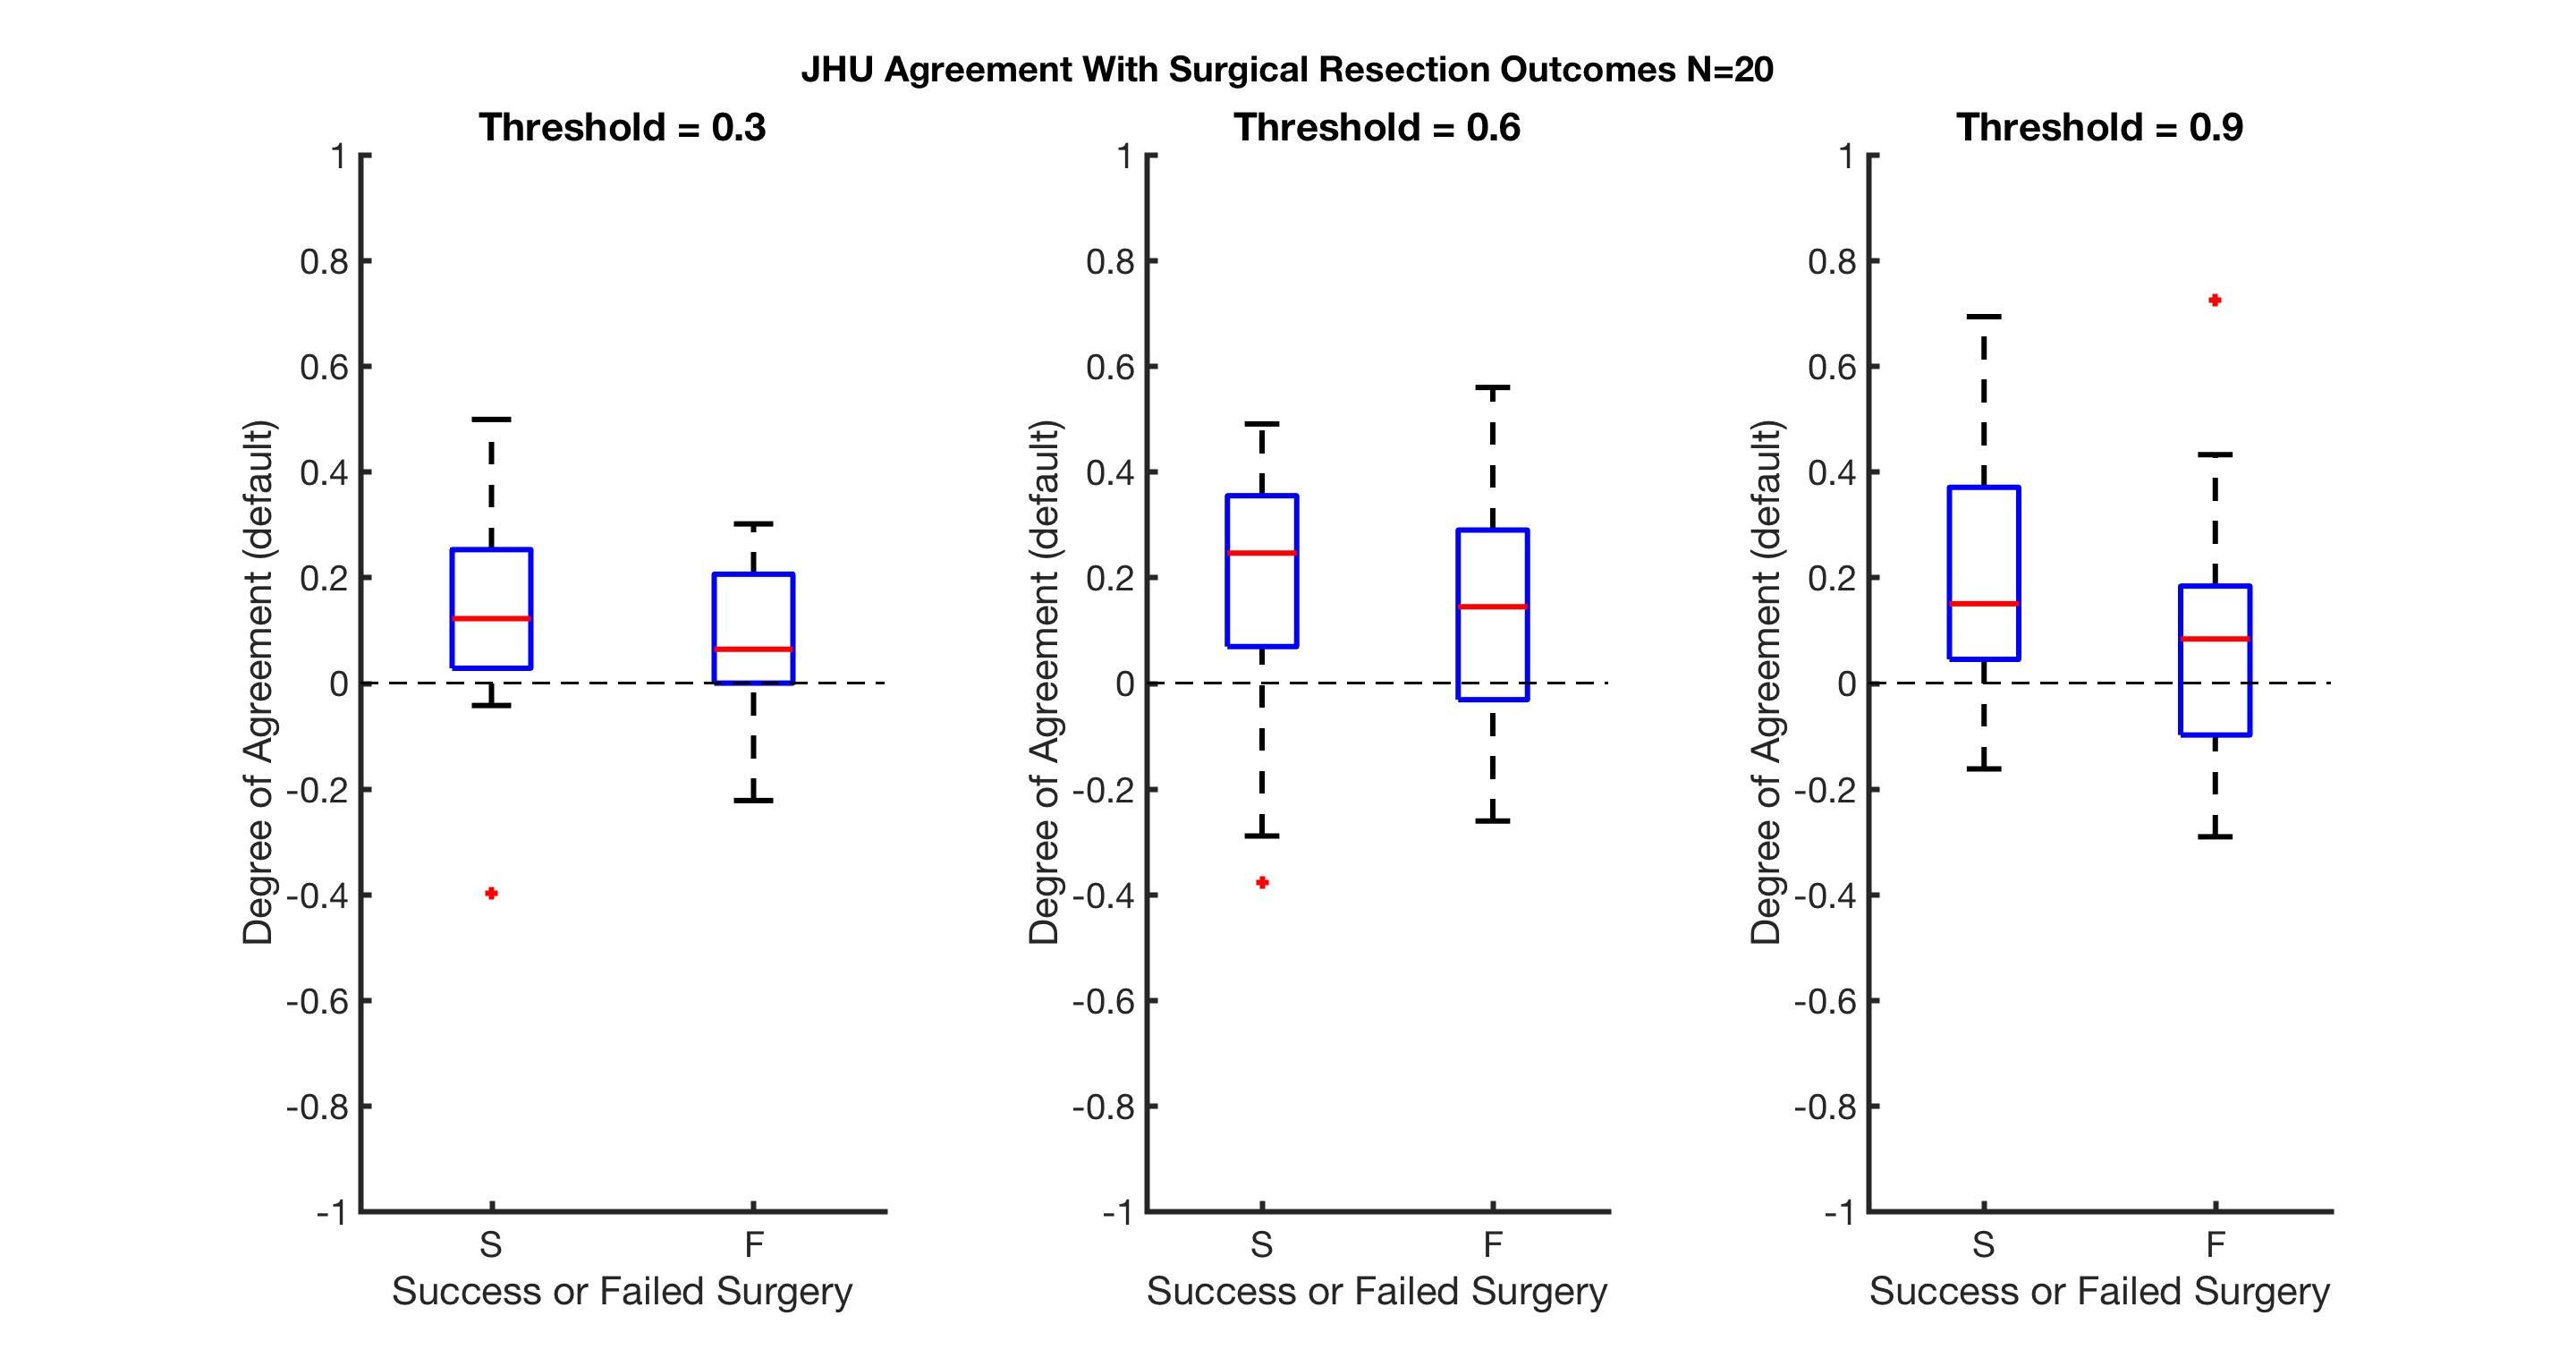 JHU Agreement With Surgical Resection Outcomes N=20
Threshold = 0.3
1
0.8
0.6
0.4
0.2
0
-0.2
-0.4
-0.6
-0.8
-1
Degree of Agreement (default)
S F
Success or Failed Surgery
Threshold = 0.6
1
0.8
0.6
0.4
0.2
0
-0.2
-0.4
-0.6
-0.8
-1
Degree of Agreement (default)
S F
Success or Failed Surgery
Threshold = 0.9
1
0.8
0.6
0.4
0.2
0
-0.2
-0.4
-0.6
-0.8
-1
Degree of Agreement (default)
S F
Success or Failed Surgery